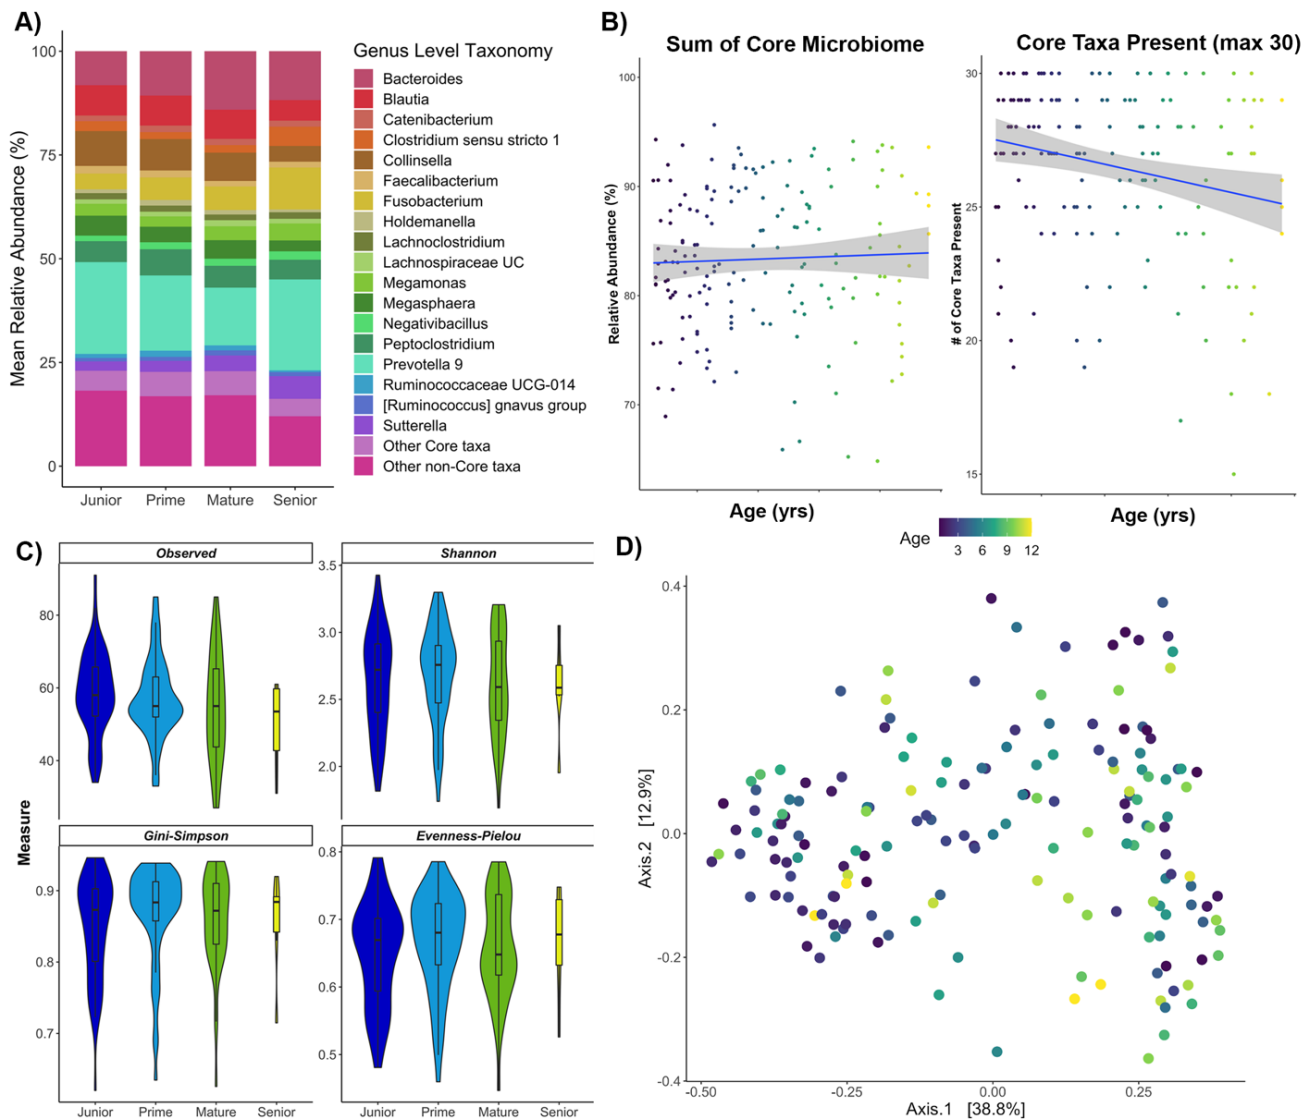 A)
Mean Relative Abundance (%)
100
75
50
25
0
Junior Prime Mature Senior
Genus Level Taxonomy
Bacteroides
Blautia
Catenibacterium
Clostridium sensu stricto 1
Collinsella
Faecalibacterium
Fusobacterium
Holdemanella
Lachnoclostridium
Lachnospiraceae UC
Megamonas
Megasphaera
Negativibacillus
Peptoclostridium
Prevotella 9
Ruminococcaceae UCG-014
[Ruminococcus] gnavus group
Sutterella
Other Core taxa
Other non-Core taxa
B)
Sum of Core Microbiome
Relative Abundance (%)
100
90
80
70
Age (yrs)
Core Taxa Present (max 30)
# of Core Taxa Present
30
25
20
15
Age (yrs)
Age
3 6 9 12
C)
Measure
Observed
80
60
40
Shannon
3.5
3.0
2.5
2.0
Gini-Simpson
0.9
0.8
0.7
Junior Prime Mature Senior
Evenness-Pielou
0.8
0.7
0.6
0.5
Junior Prime Mature Senior
D)
Axis.2 [12.9%]
0.4
0.2
0.0
-0.2
-0.4
-0.50 -0.25 0.00 0.25
Axis.1 [38.8%]